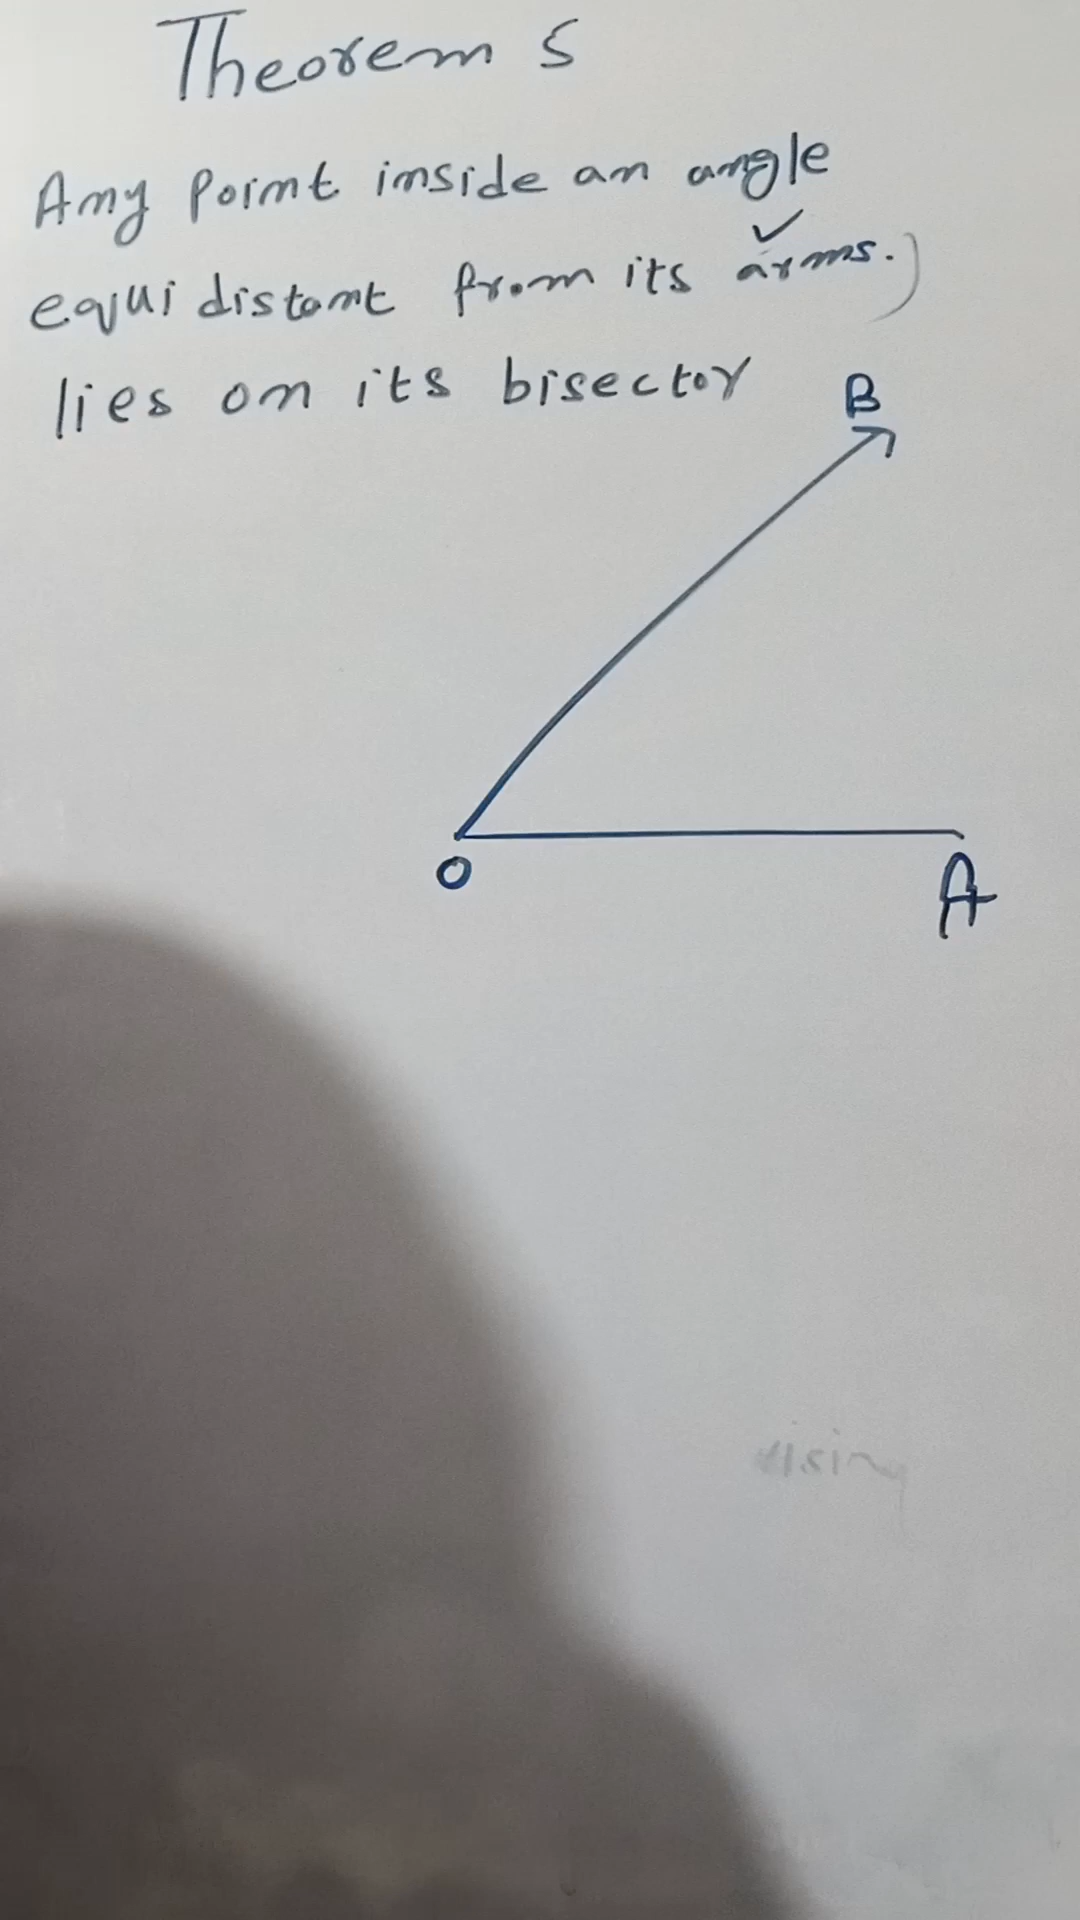 Theorem 5
Any point inside an angle
equidistant from its arms.
lies on its bisector
B
O
A